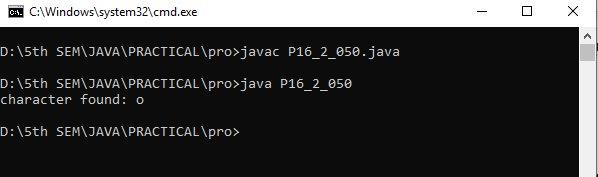 C:\Windows\system32\cmd.exe
D:\5th SEM\JAVA\PRACTICAL\pro>javac P16_2_050.java
D:\5th SEM\JAVA\PRACTICAL\pro>java P16_2_050
character found: o
D:\5th SEM\JAVA\PRACTICAL\pro>